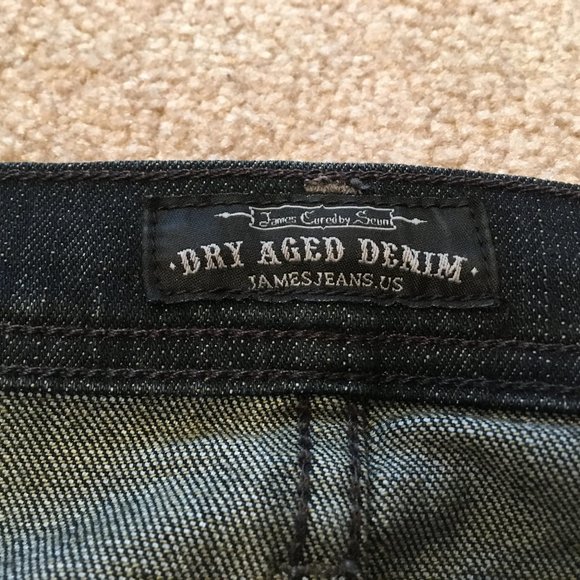 James Cured by Seun
· DRY AGED DENIM ·
JAMESJEANS.US